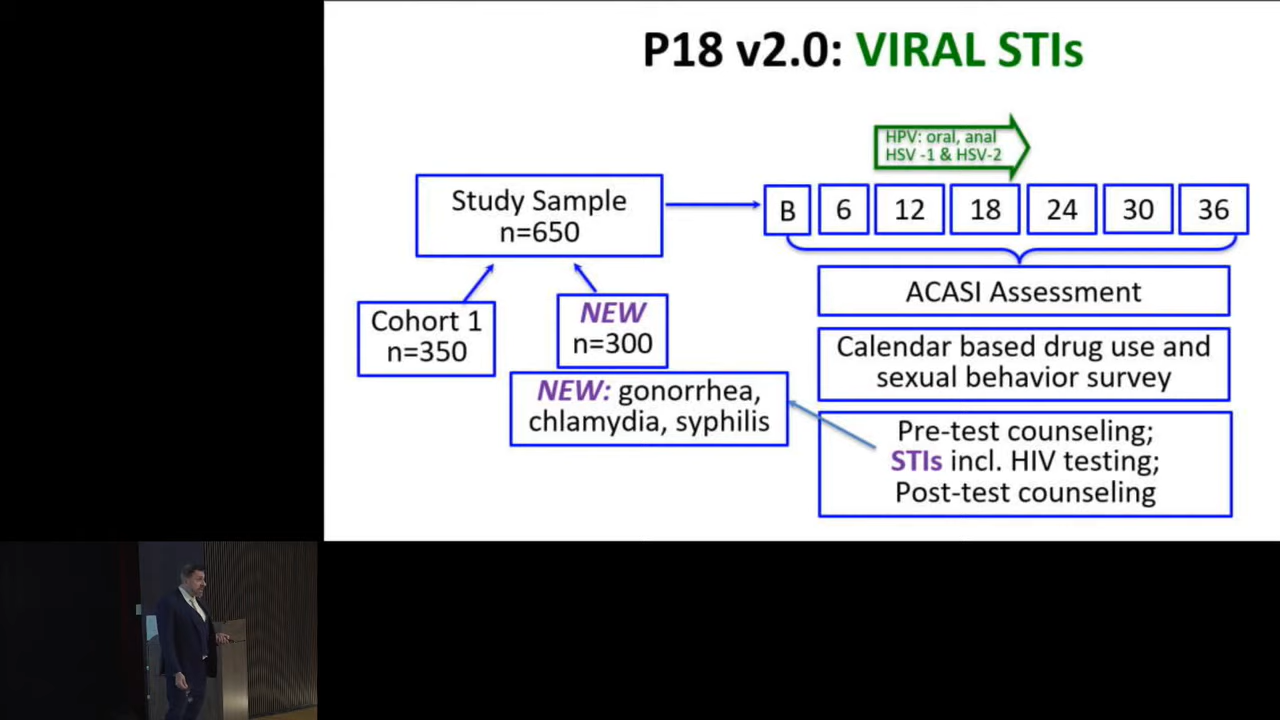 P18 v2.0: VIRAL STIs
HPV: oral, anal
HSV -1 & HSV-2
Study Sample
n=650
B
6
12
18
24
30
36
Cohort 1
n=350
NEW
n=300
NEW: gonorrhea,
chlamydia, syphilis
ACASI Assessment
Calendar based drug use and
sexual behavior survey
Pre-test counseling;
STIs incl. HIV testing;
Post-test counseling